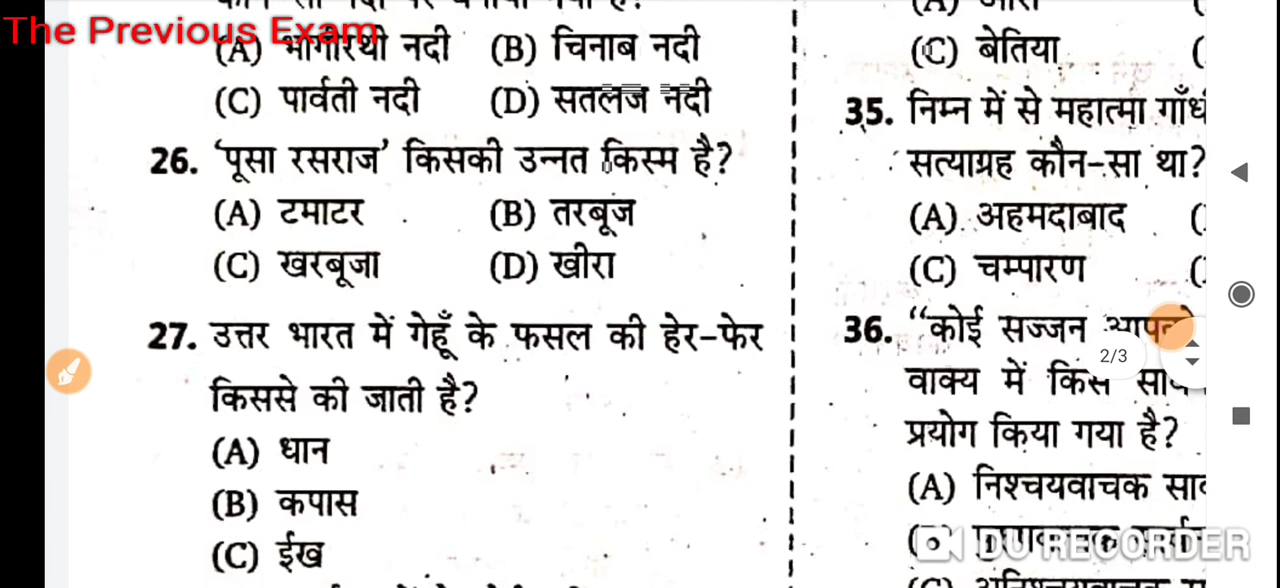 The Previous Exam
(A) भागीरथी नदी (B) चिनाब नदी
(C) पार्वती नदी (D) सतलज नदी
26. ‘पूसा रसराज’ किसकी उन्नत किस्म है?
(A) टमाटर (B) तरबूज
(C) खरबूजा (D) खीरा
27. उत्तर भारत में गेहूँ के फसल की हेर-फेर
किससे की जाती है?
(A) धान
(B) कपास
(C) ईख
(C) बेतिया (
35. निम्न में से महात्मा
सत्याग्रह कौन-सा था?
(A) अहमदाबाद
(C) चम्पारण
36. “कोई सज्जन
2/3
वाक्य में किस
प्रयोग किया गया है?
(A) निश्चयवाचक
DU RECORDER